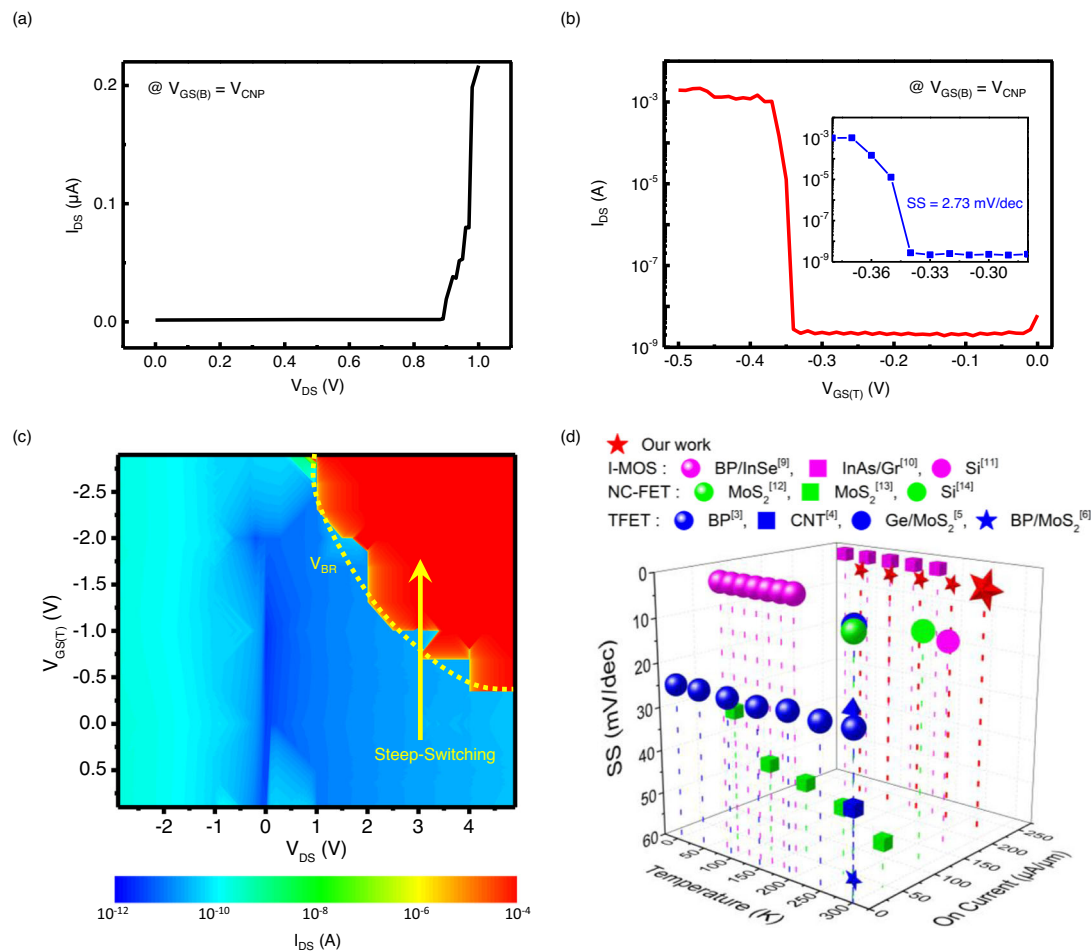 (a)
@ V_GS(B) = V_CNP
0.2
0.1
0.0
I_DS (µA)
0.0 0.2 0.4 0.6 0.8 1.0
V_DS (V)
(b)
@ V_GS(B) = V_CNP
10^-3
10^-5
10^-7
10^-9
I_DS (A)
-0.5 -0.4 -0.3 -0.2 -0.1 0.0
V_GS(T) (V)
10^-3
10^-5
10^-7
10^-9
SS = 2.73 mV/dec
-0.36 -0.33 -0.30
(c)
-2.5
-2.0
-1.5
-1.0
-0.5
0.0
0.5
V_GS(T) (V)
V_BR
Steep-Switching
-2 -1 0 1 2 3 4
V_DS (V)
10^-12 10^-10 10^-8 10^-6 10^-4
I_DS (A)
(d)
Our work
I-MOS : BP/InSe[9], InAs/Gr[10], Si[11]
NC-FET : MoS2[12], MoS2[13], Si[14]
TFET : BP[3], CNT[4], Ge/MoS2[5], BP/MoS2[6]
0
10
20
30
40
50
60
SS (mV/dec)
0 50 100 150 200 250 300
Temperature (K)
0 50 100 150 200 250
On Current (µA/µm)